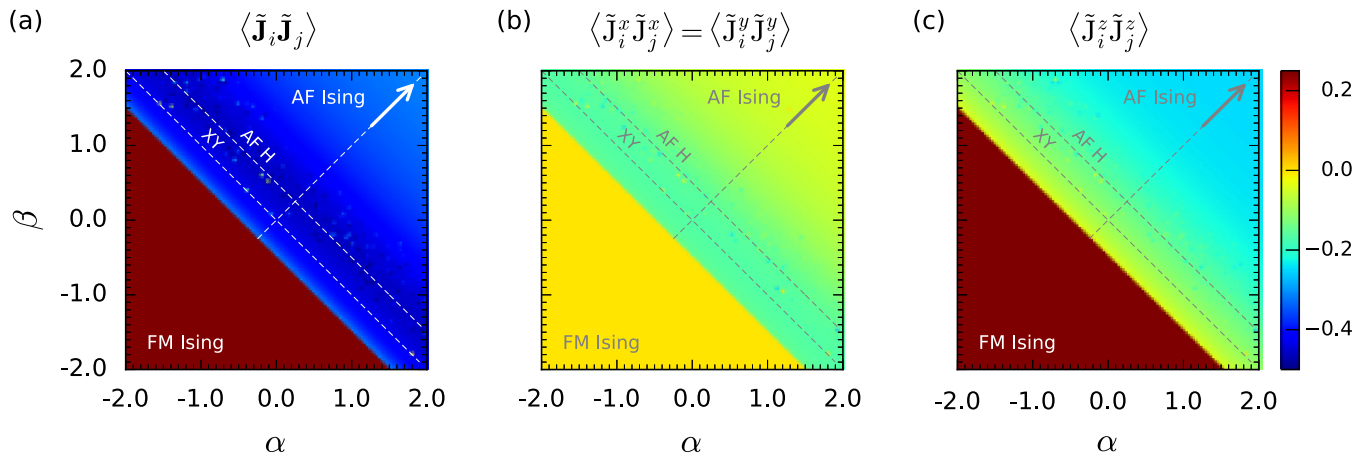 (a) ⟨J̃ᵢJ̃ⱼ⟩
(b) ⟨J̃ᵢˣJ̃ⱼˣ⟩ = ⟨J̃ᵢʸJ̃ⱼʸ⟩
(c) ⟨J̃ᵢᶻJ̃ⱼᶻ⟩
β
2.0
1.0
0.0
-1.0
-2.0
AF Ising
XY
AF H
FM Ising
-2.0 -1.0 0.0 1.0 2.0
α
AF Ising
XY
AF H
FM Ising
-2.0 -1.0 0.0 1.0 2.0
α
AF Ising
XY
AF H
FM Ising
-2.0 -1.0 0.0 1.0 2.0
α
0.2
0.0
−0.2
−0.4